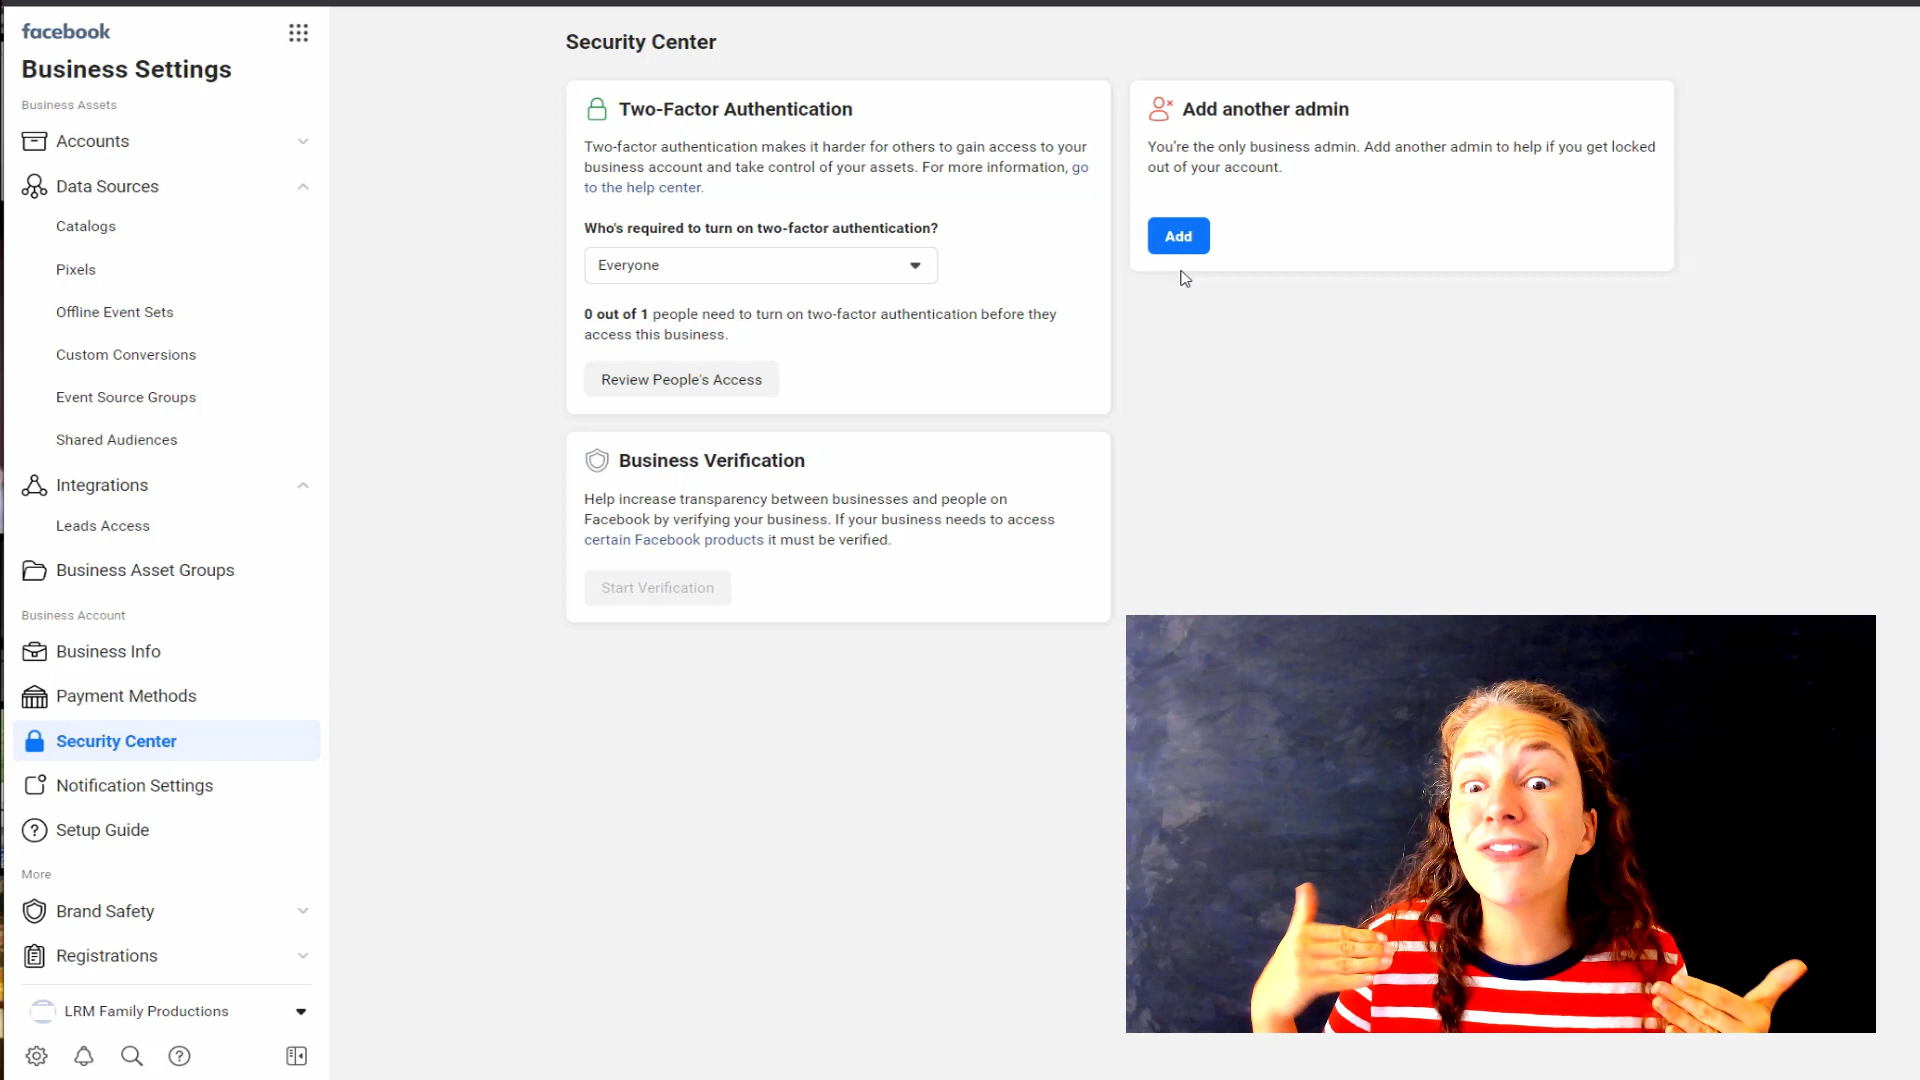 facebook
Business Settings
Business Assets
Accounts
Data Sources
Catalogs
Pixels
Offline Event Sets
Custom Conversions
Event Source Groups
Shared Audiences
Integrations
Leads Access
Business Asset Groups
Business Account
Business Info
Payment Methods
Security Center
Notification Settings
Setup Guide
More
Brand Safety
Registrations
LRM Family Productions
Security Center
Two-Factor Authentication
Two-factor authentication makes it harder for others to gain access to your
business account and take control of your assets. For more information, go
to the help center.
Who's required to turn on two-factor authentication?
Everyone
0 out of 1 people need to turn on two-factor authentication before they
access this business.
Review People's Access
Business Verification
Help increase transparency between businesses and people on
Facebook by verifying your business. If your business needs to access
certain Facebook products it must be verified.
Start Verification
Add another admin
You're the only business admin. Add another admin to help if you get locked
out of your account.
Add